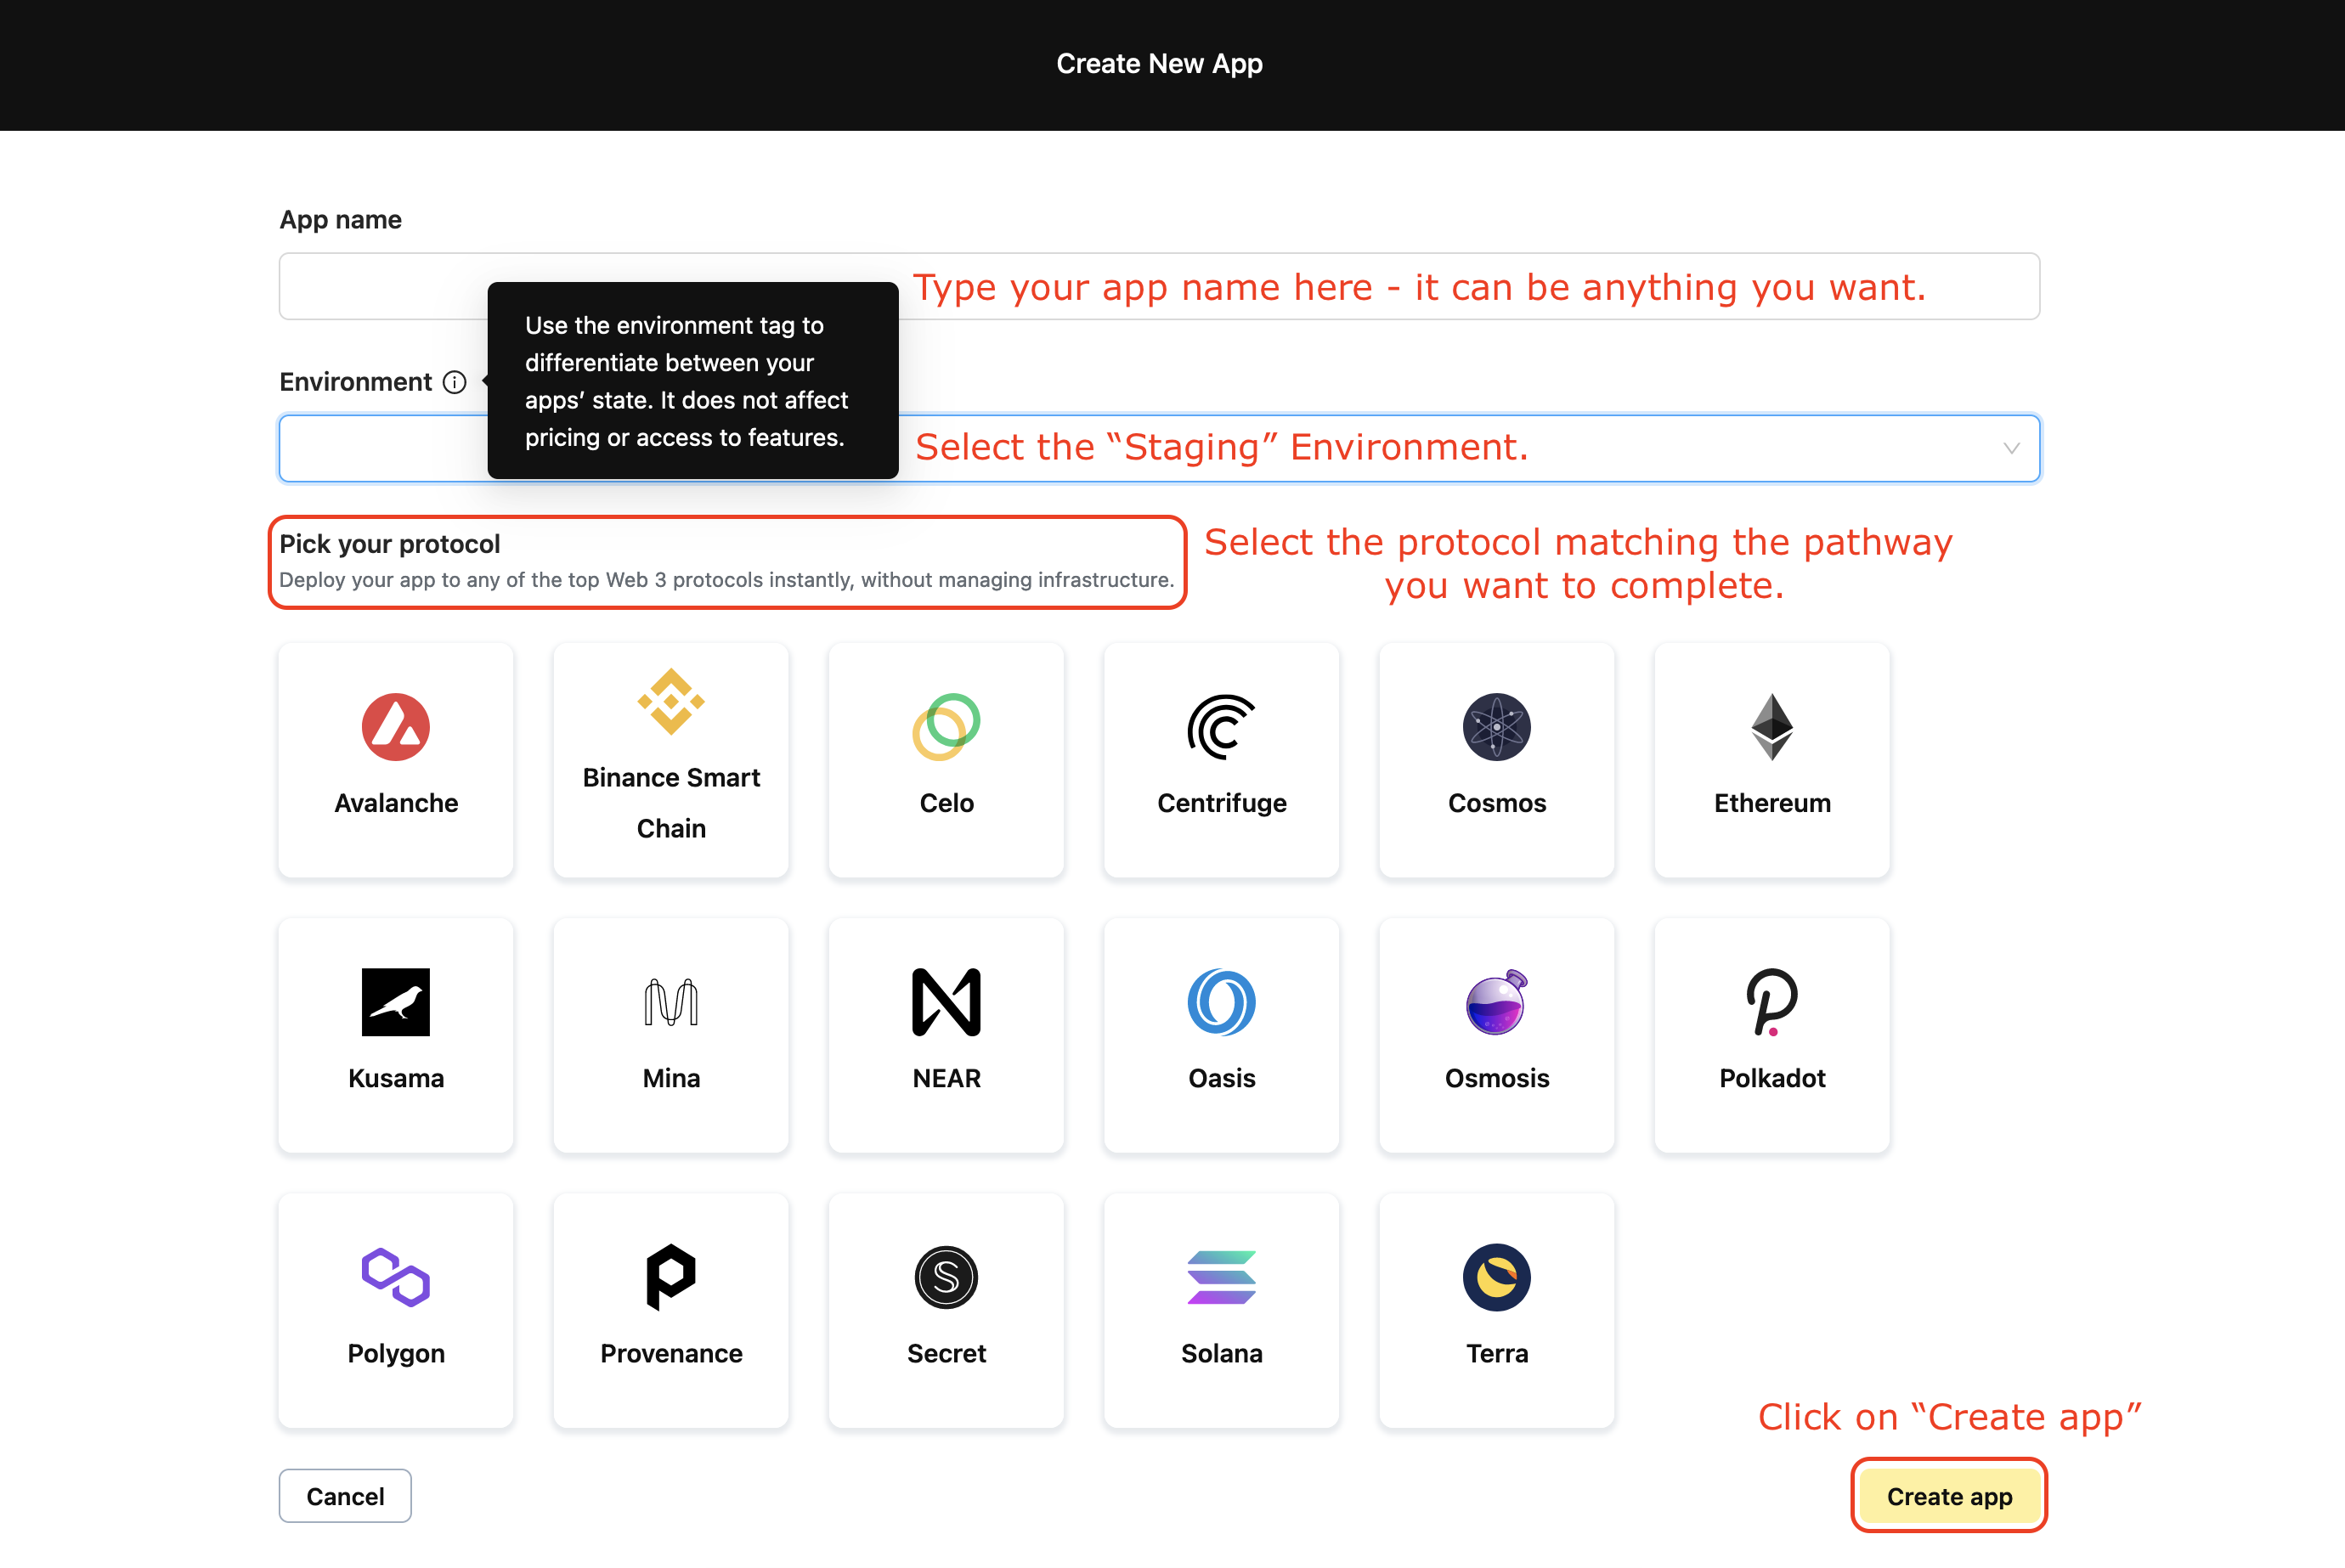 Create New App
App name
Type your app name here - it can be anything you want.
Use the environment tag to
differentiate between your
apps’ state. It does not affect
pricing or access to features.
Environment
Select the “Staging” Environment.
Pick your protocol
Deploy your app to any of the top Web 3 protocols instantly, without managing infrastructure.
Select the protocol matching the pathway
you want to complete.
Avalanche
Binance Smart
Chain
Celo
Centrifuge
Cosmos
Ethereum
Kusama
Mina
NEAR
Oasis
Osmosis
Polkadot
Polygon
Provenance
Secret
Solana
Terra
Click on “Create app”
Cancel
Create app